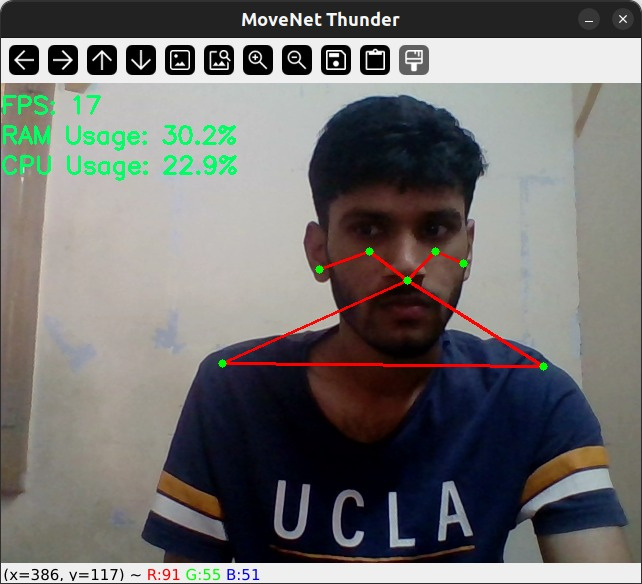 MoveNet Thunder
FPS: 17
RAM Usage: 30.2%
CPU Usage: 22.9%
UCLA
(x=386, y=117) ~ R:91 G:55 B:51